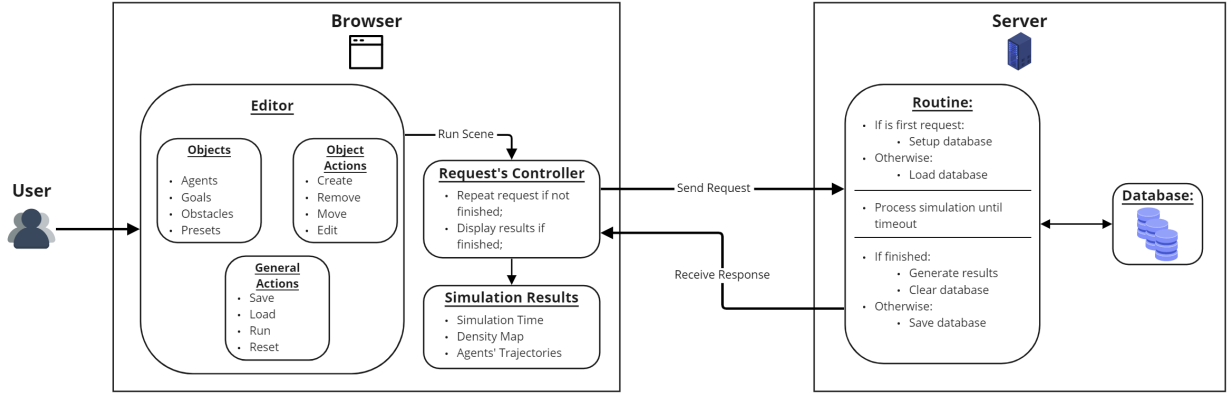 User
Browser
Editor
Objects
Agents
Goals
Obstacles
Presets
Object
Actions
Create
Remove
Move
Edit
General
Actions
Save
Load
Run
Reset
Run Scene
Request's Controller
Repeat request if not
finished;
Display results if
finished;
Simulation Results
Simulation Time
Density Map
Agents' Trajectories
Send Request
Receive Response
Server
Routine:
If is first request:
Setup database
Otherwise:
Load database
Process simulation until
timeout
If finished:
Generate results
Clear database
Otherwise:
Save database
Database: